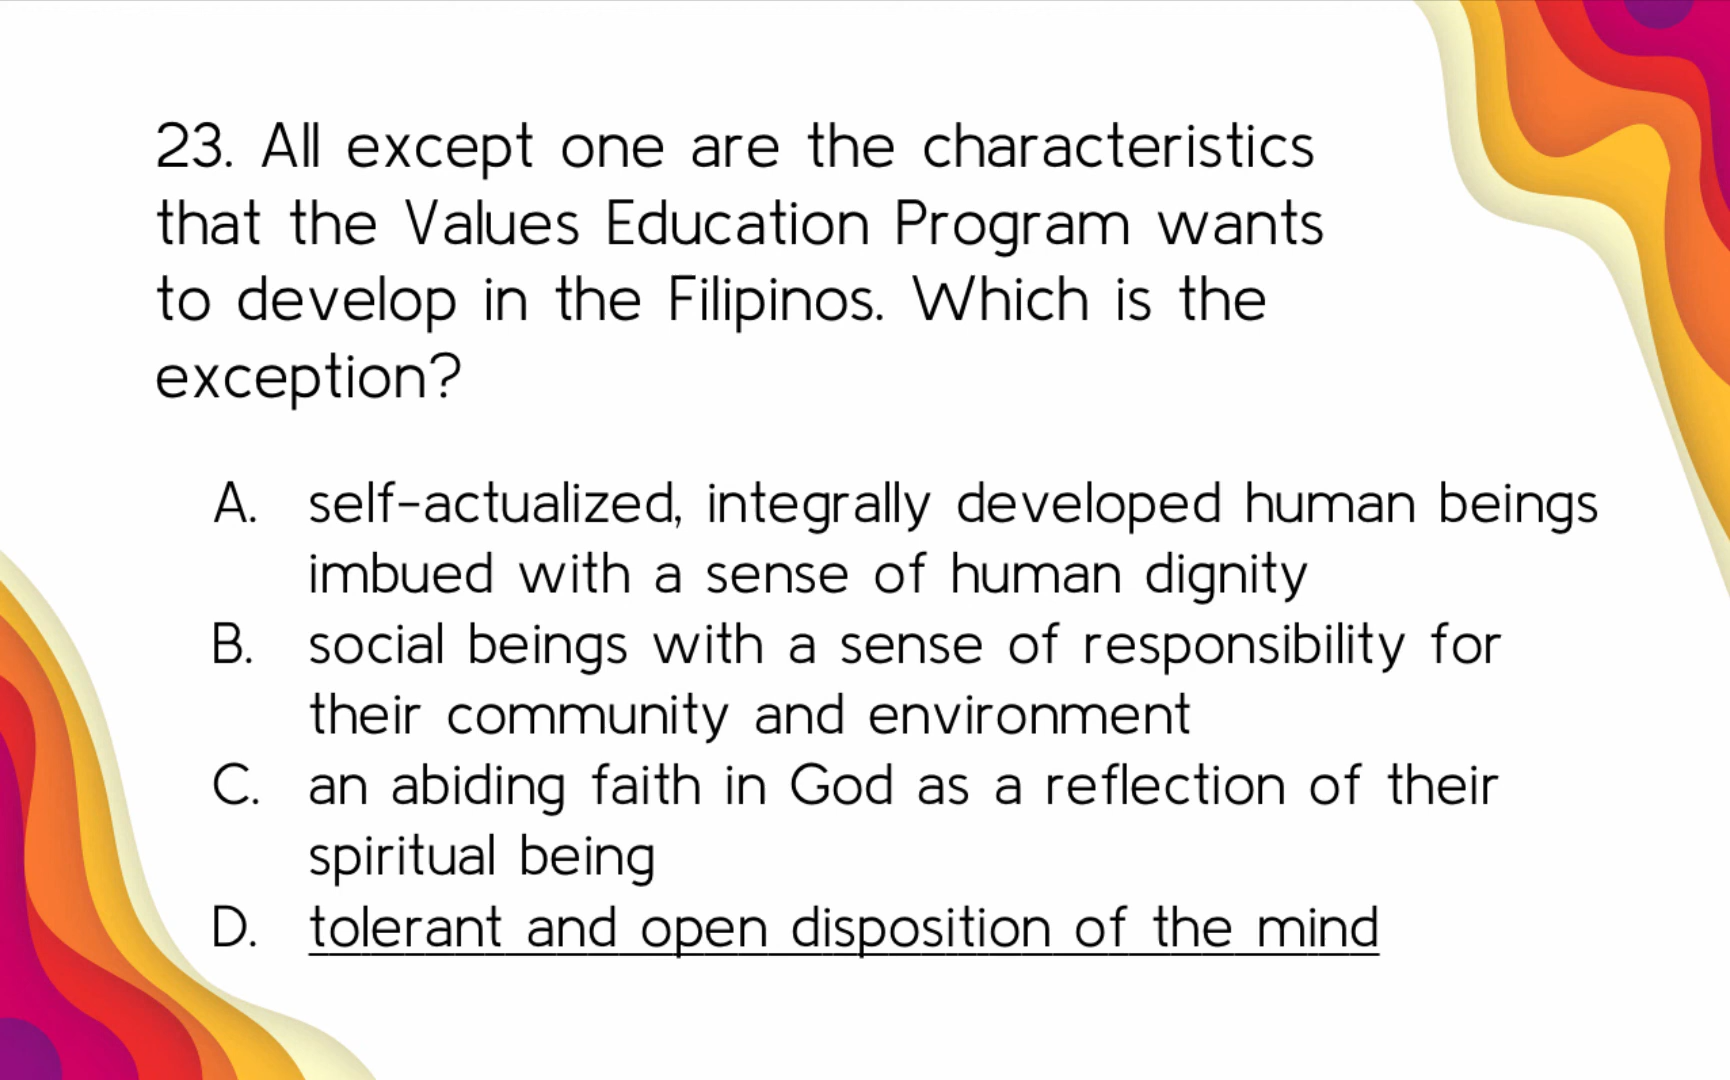 23. All except one are the characteristics
that the Values Education Program wants
to develop in the Filipinos. Which is the
exception?
A. self-actualized, integrally developed human beings
imbued with a sense of human dignity
B. social beings with a sense of responsibility for
their community and environment
C. an abiding faith in God as a reflection of their
spiritual being
D. tolerant and open disposition of the mind